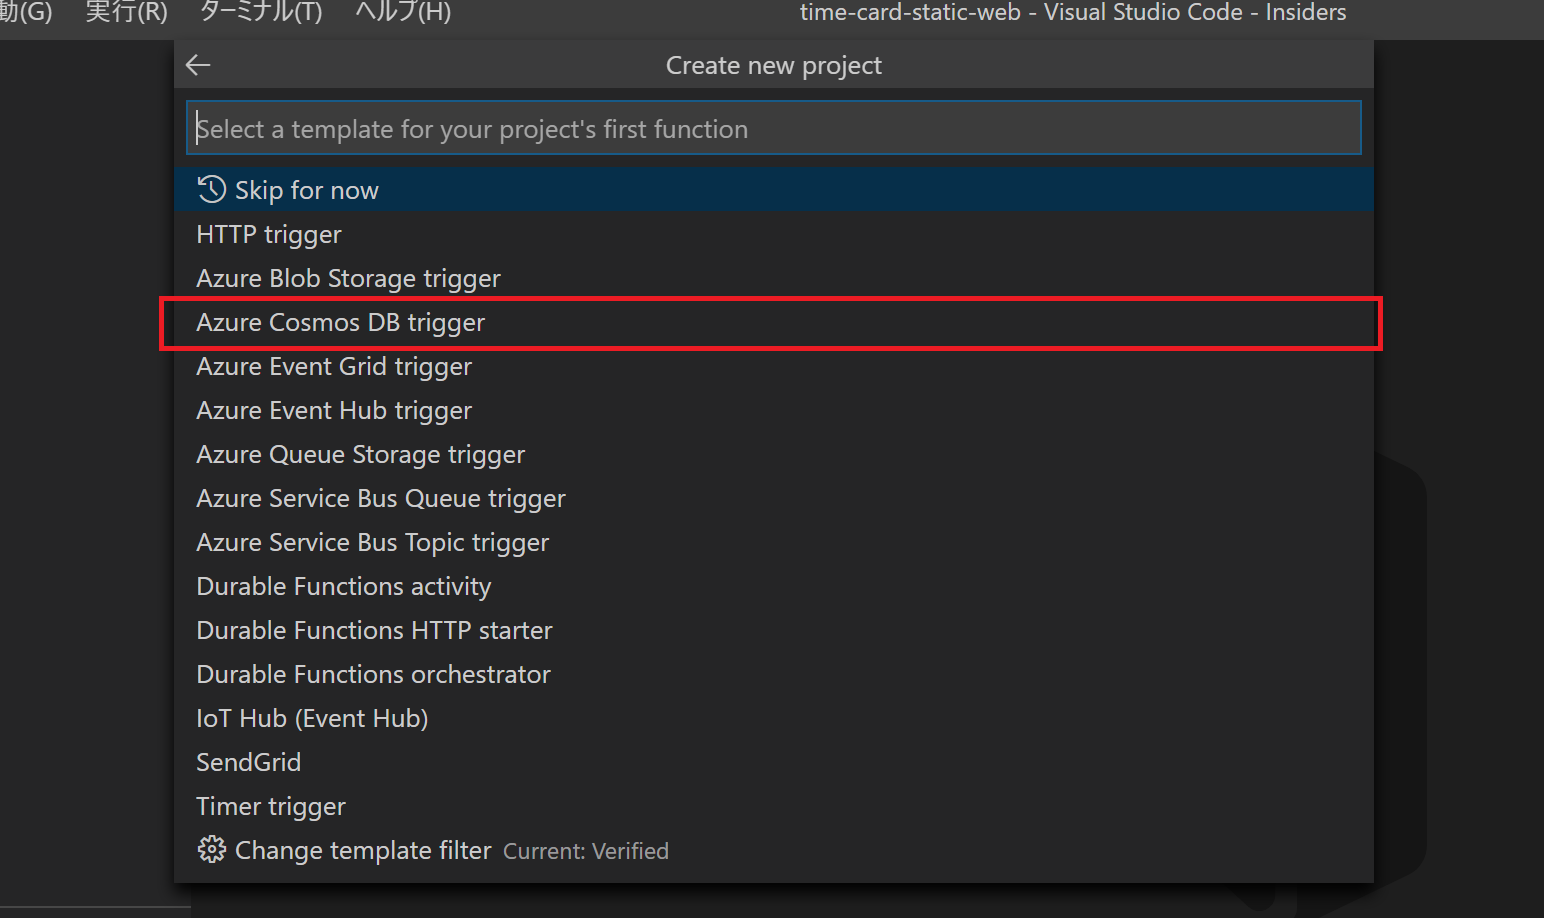 動(G) 実行(R) ターミナル(T) ヘルプ(H) time-card-static-web - Visual Studio Code - Insiders
Create new project
Select a template for your project's first function
Skip for now
HTTP trigger
Azure Blob Storage trigger
Azure Cosmos DB trigger
Azure Event Grid trigger
Azure Event Hub trigger
Azure Queue Storage trigger
Azure Service Bus Queue trigger
Azure Service Bus Topic trigger
Durable Functions activity
Durable Functions HTTP starter
Durable Functions orchestrator
IoT Hub (Event Hub)
SendGrid
Timer trigger
Change template filter Current: Verified